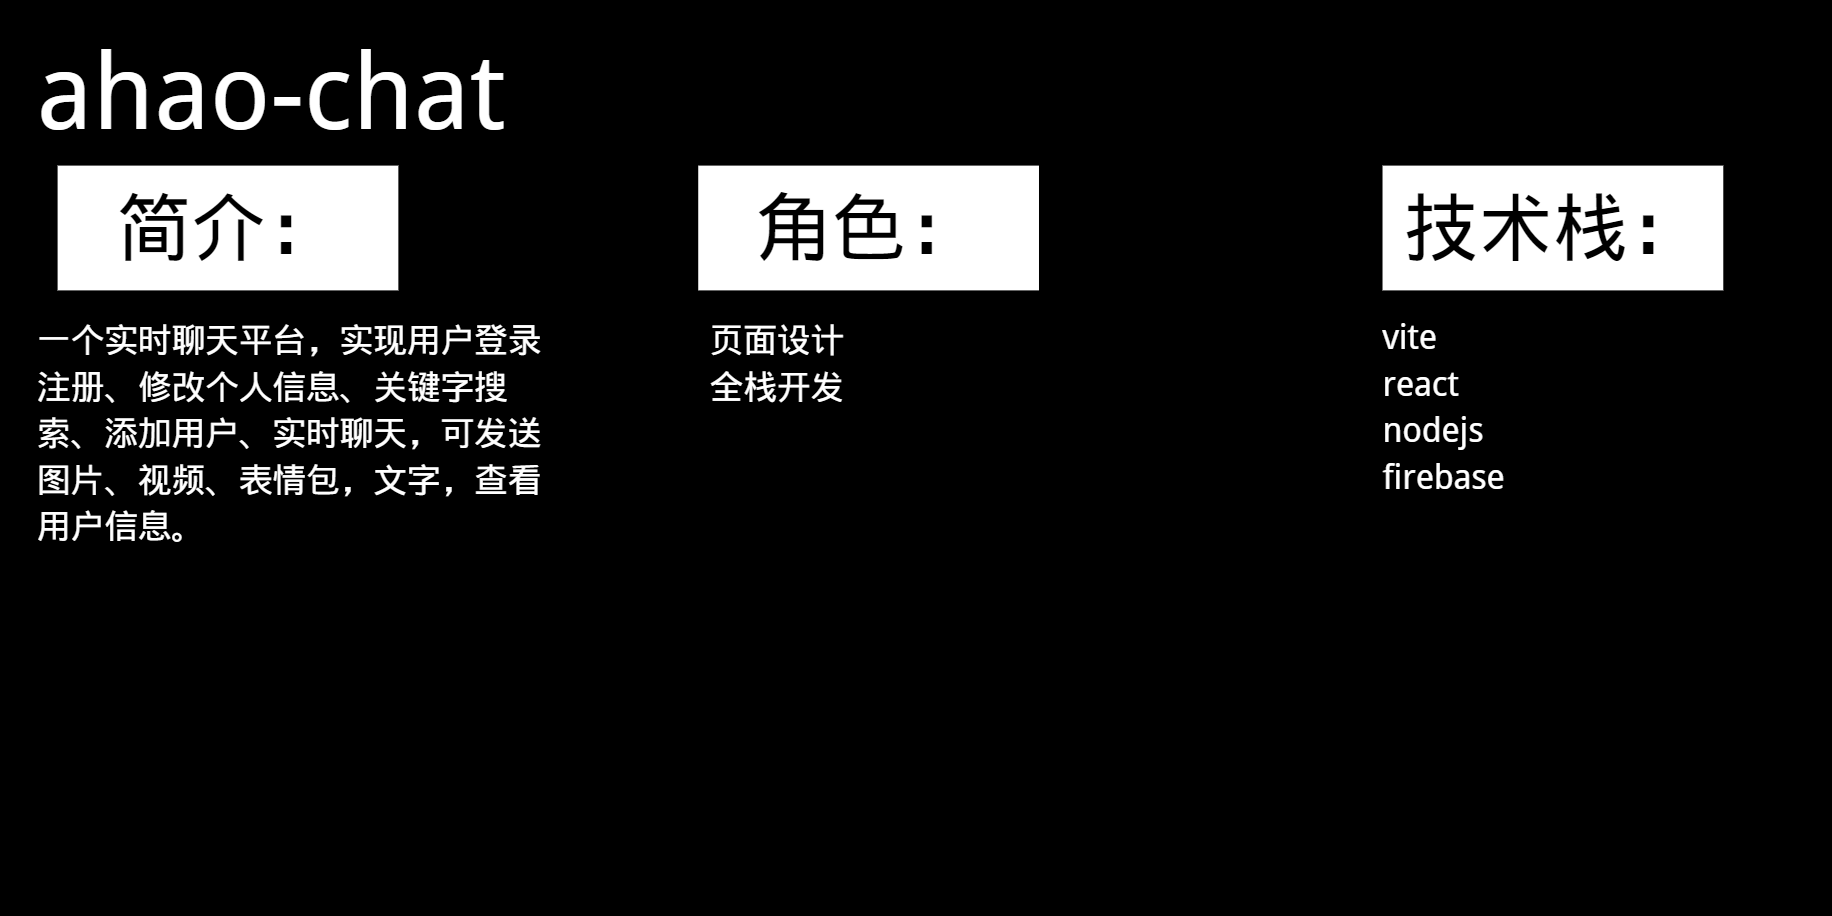 ahao-chat
简介：
一个实时聊天平台，实现用户登录
注册、修改个人信息、关键字搜
索、添加用户、实时聊天，可发送
图片、视频、表情包，文字，查看
用户信息。
角色：
页面设计
全栈开发
技术栈：
vite
react
nodejs
firebase